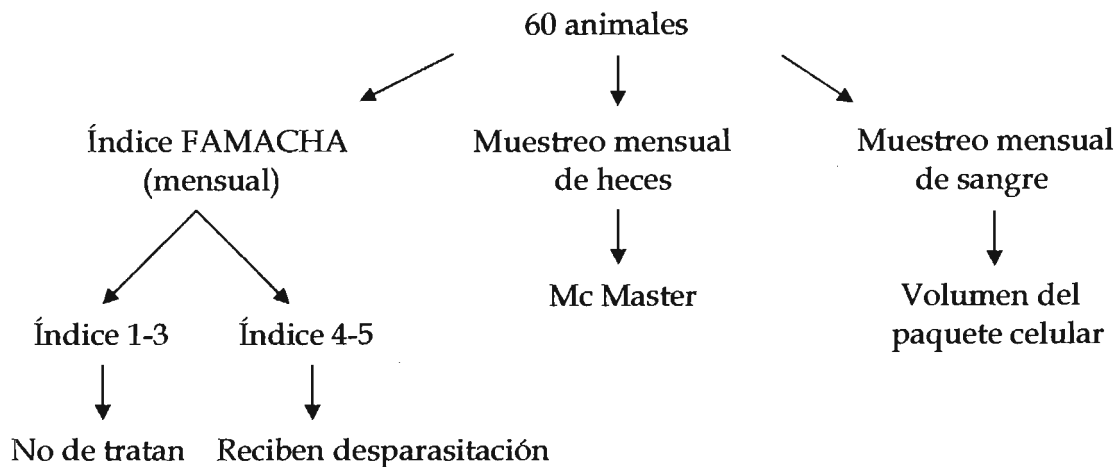 60 animales
Índice FAMACHA
(mensual)
Muestreo mensual
de heces
Muestreo mensual
de sangre
Mc Master
Volumen del
paquete celular
Índice 1-3
Índice 4-5
No de tratan
Reciben desparasitación